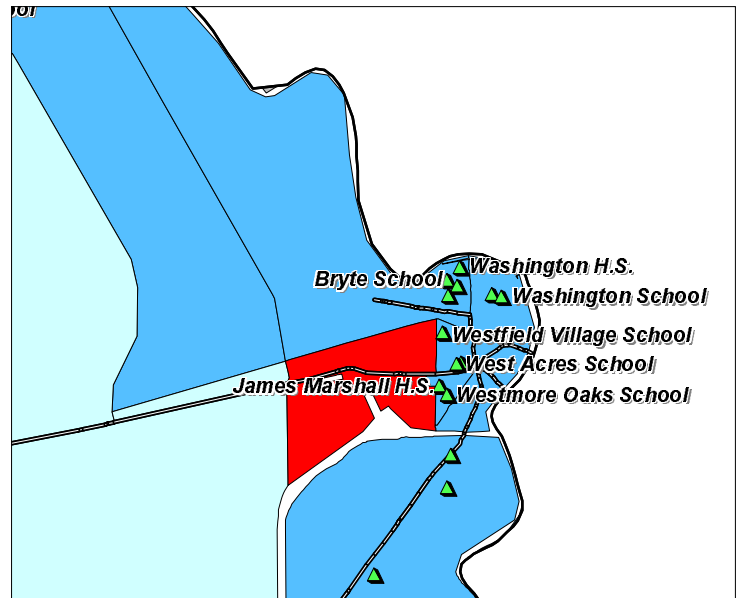 Washington H.S.
Bryte School
Washington School
Westfield Village School
West Acres School
James Marshall H.S.
Westmore Oaks School